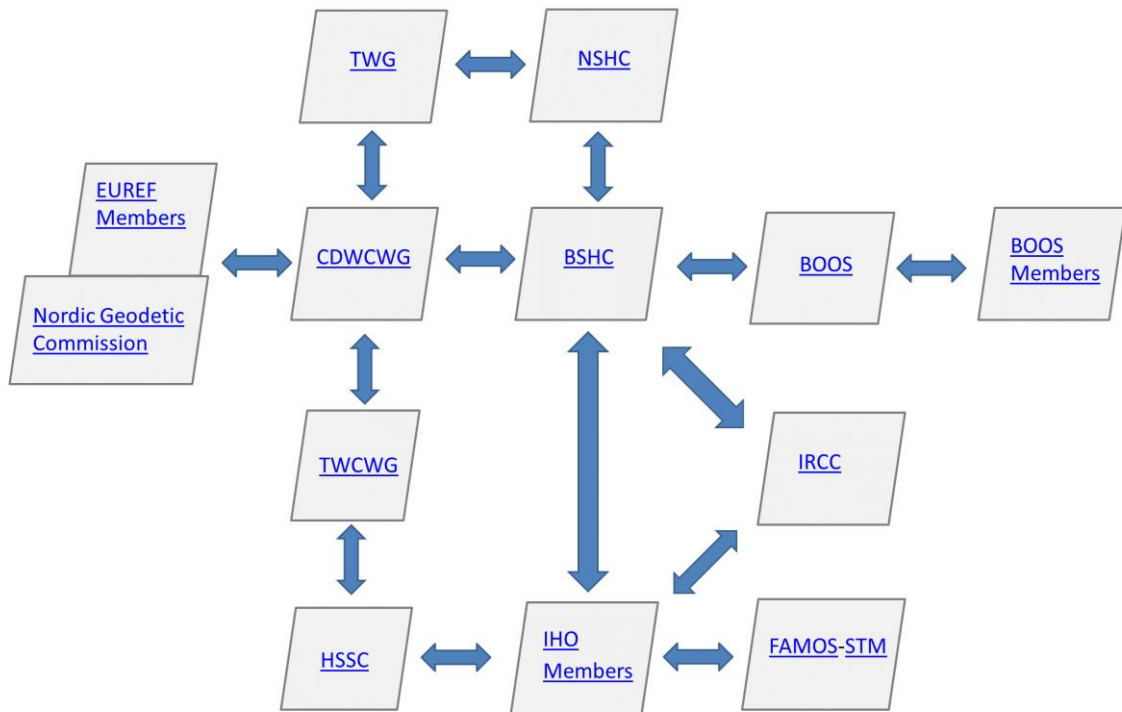 TWG
NSHC
EUREF
Members
CDWCWG
BSHC
BOOS
BOOS
Members
Nordic Geodetic
Commission
TWCWG
IRCC
HSSC
IHO
Members
FAMOS-STM